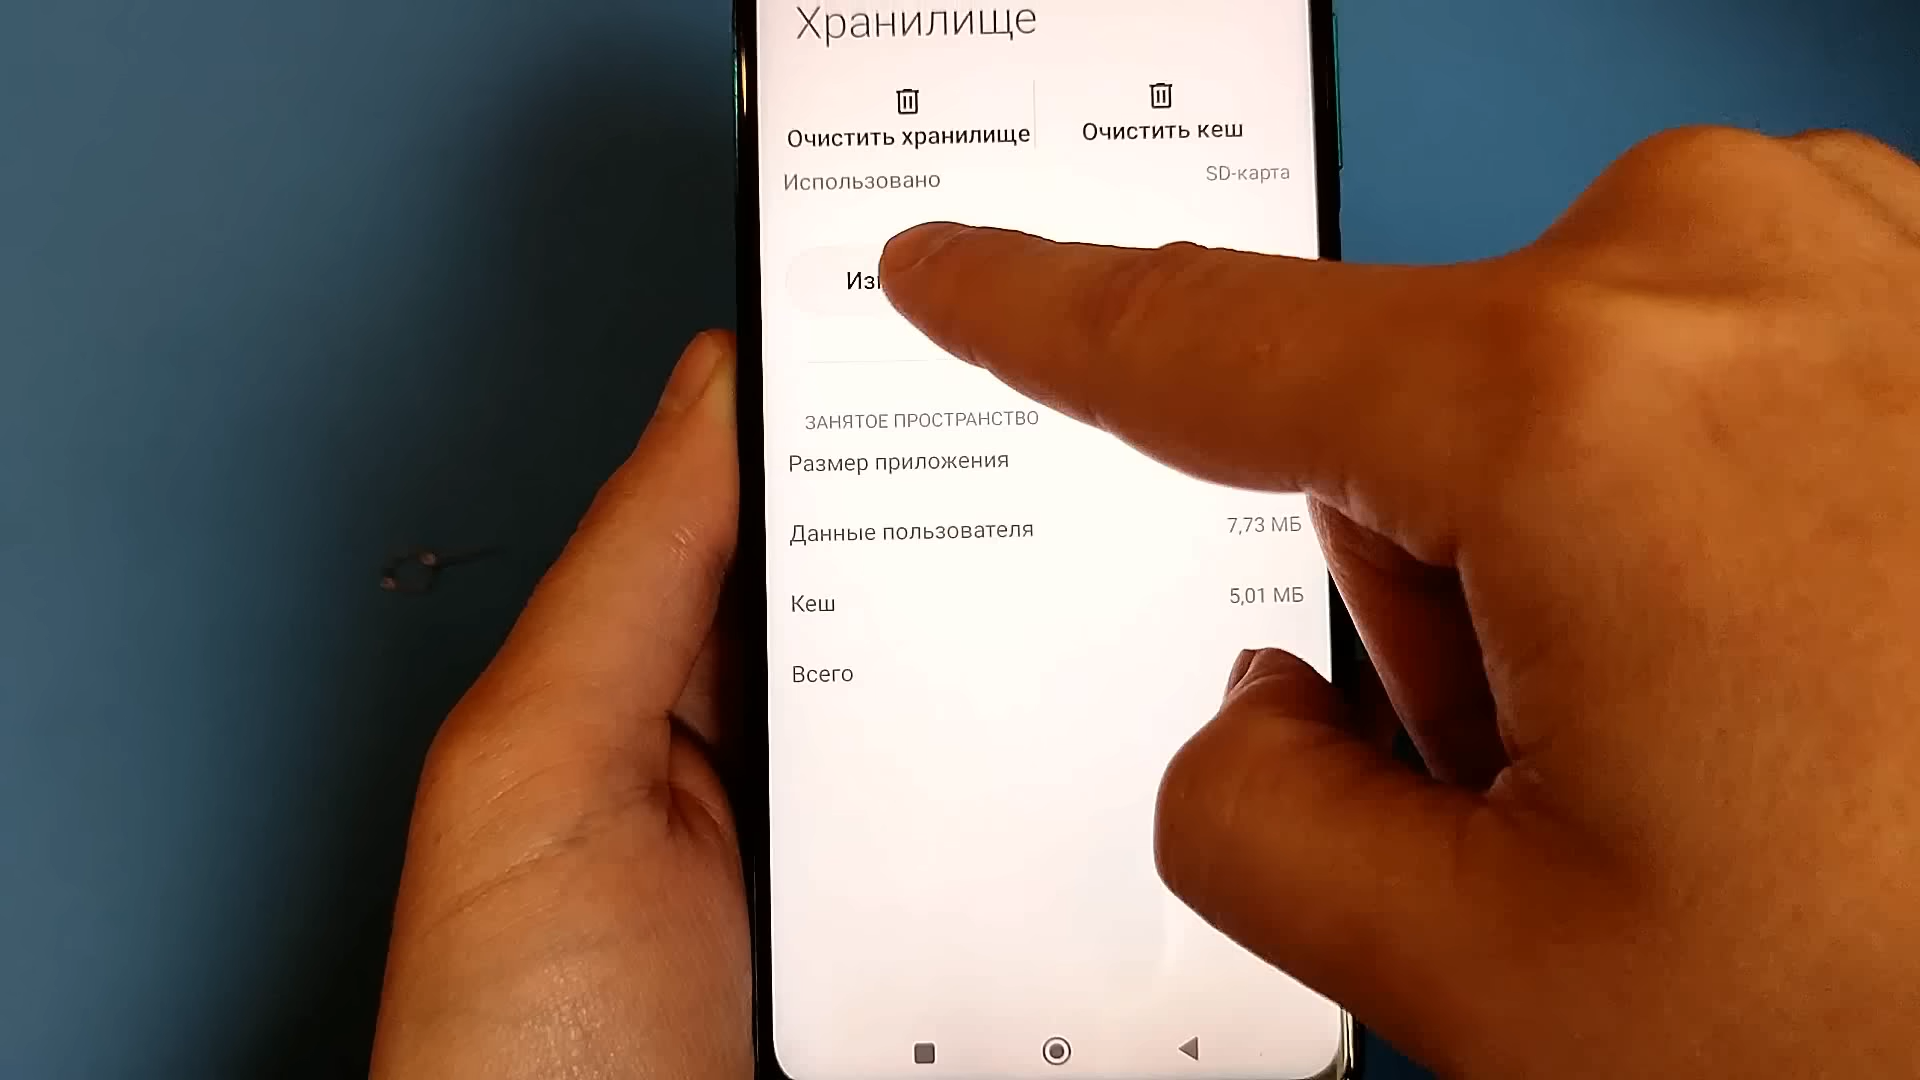 Хранилище
Очистить хранилище
Очистить кеш
Использовано
SD-карта
ЗАНЯТОЕ ПРОСТРАНСТВО
Размер приложения
Данные пользователя
7,73 МБ
Кеш
5,01 МБ
Всего